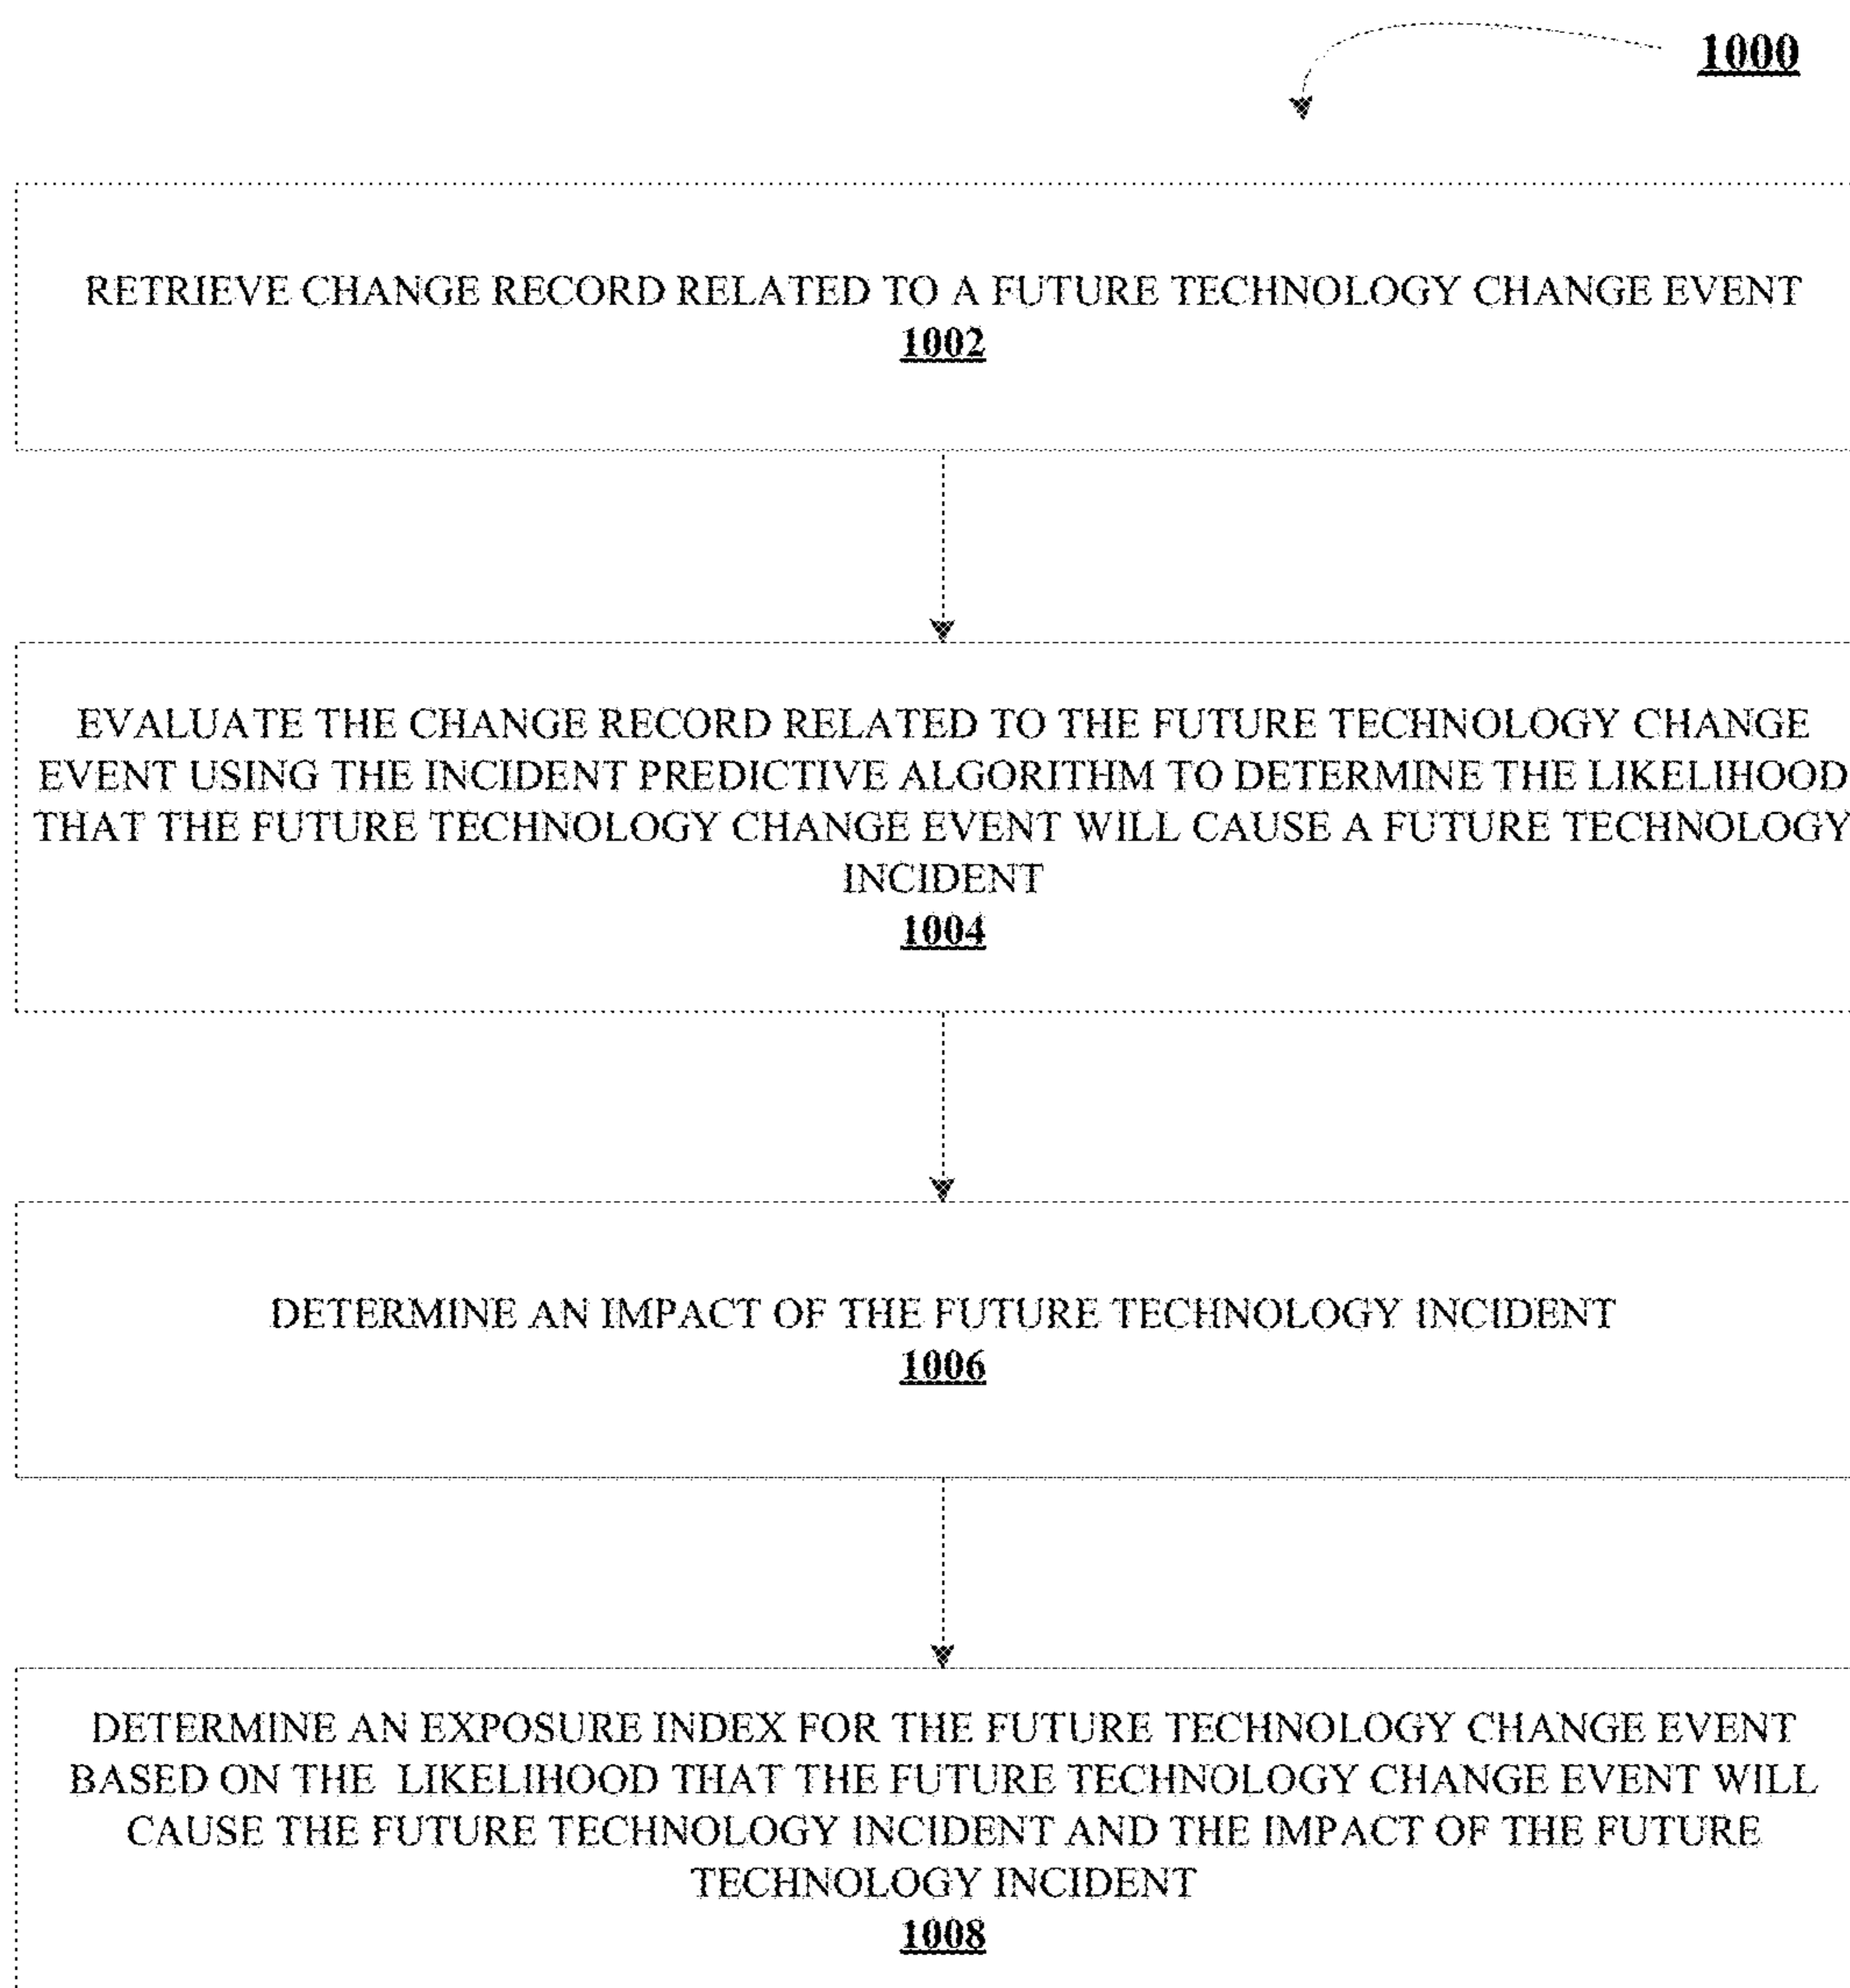 1000
RETRIEVE CHANGE RECORD RELATED TO A FUTURE TECHNOLOGY CHANGE EVENT
1002
EVALUATE THE CHANGE RECORD RELATED TO THE FUTURE TECHNOLOGY CHANGE
EVENT USING THE INCIDENT PREDICTIVE ALGORITHM TO DETERMINE THE LIKELIHOOD
THAT THE FUTURE TECHNOLOGY CHANGE EVENT WILL CAUSE A FUTURE TECHNOLOGY
INCIDENT
1004
DETERMINE AN IMPACT OF THE FUTURE TECHNOLOGY INCIDENT
1006
DETERMINE AN EXPOSURE INDEX FOR THE FUTURE TECHNOLOGY CHANGE EVENT
BASED ON THE LIKELIHOOD THAT THE FUTURE TECHNOLOGY CHANGE EVENT WILL
CAUSE THE FUTURE TECHNOLOGY INCIDENT AND THE IMPACT OF THE FUTURE
TECHNOLOGY INCIDENT
1008